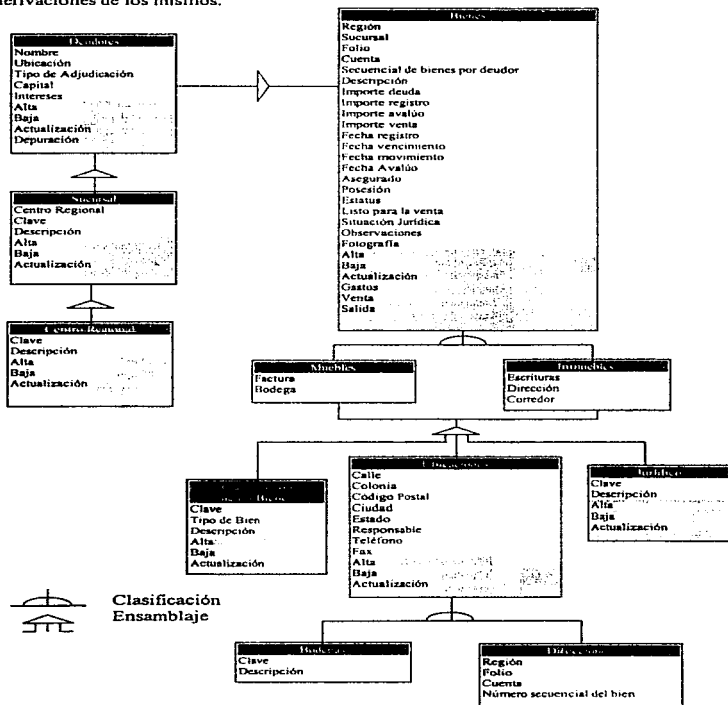 derivaciones de los mismos.
Deudores
Nombre
Ubicación
Tipo de Adjudicación
Capital
Intereses
Alta
Baja
Actualización
Depuración
Sucursal
Centro Regional
Clave
Descripción
Alta
Baja
Actualización
Centro Regional
Clave
Descripción
Alta
Baja
Actualización
Bienes
Región
Sucursal
Folio
Cuenta
Secuencial de bienes por deudor
Descripción
Importe deuda
Importe registro
Importe avalúo
Importe venta
Fecha registro
Fecha vencimiento
Fecha movimiento
Fecha Avalúo
Asegurado
Posesión
Estatus
Listo para la venta
Situación Jurídica
Observaciones
Fotografía
Alta
Baja
Actualización
Gastos
Venta
Salida
Muebles
Factura
Bodega
Inmuebles
Escrituras
Dirección
Corredor
Clave
Tipo de Bien
Descripción
Alta
Baja
Actualización
Ubicaciones
Calle
Colonia
Código Postal
Ciudad
Estado
Responsable
Teléfono
Fax
Alta
Baja
Actualización
Jurídico
Clave
Descripción
Alta
Baja
Actualización
Clasificación
Ensamblaje
Bodegas
Clave
Descripción
Dirección
Región
Folio
Cuenta
Número secuencial del bien